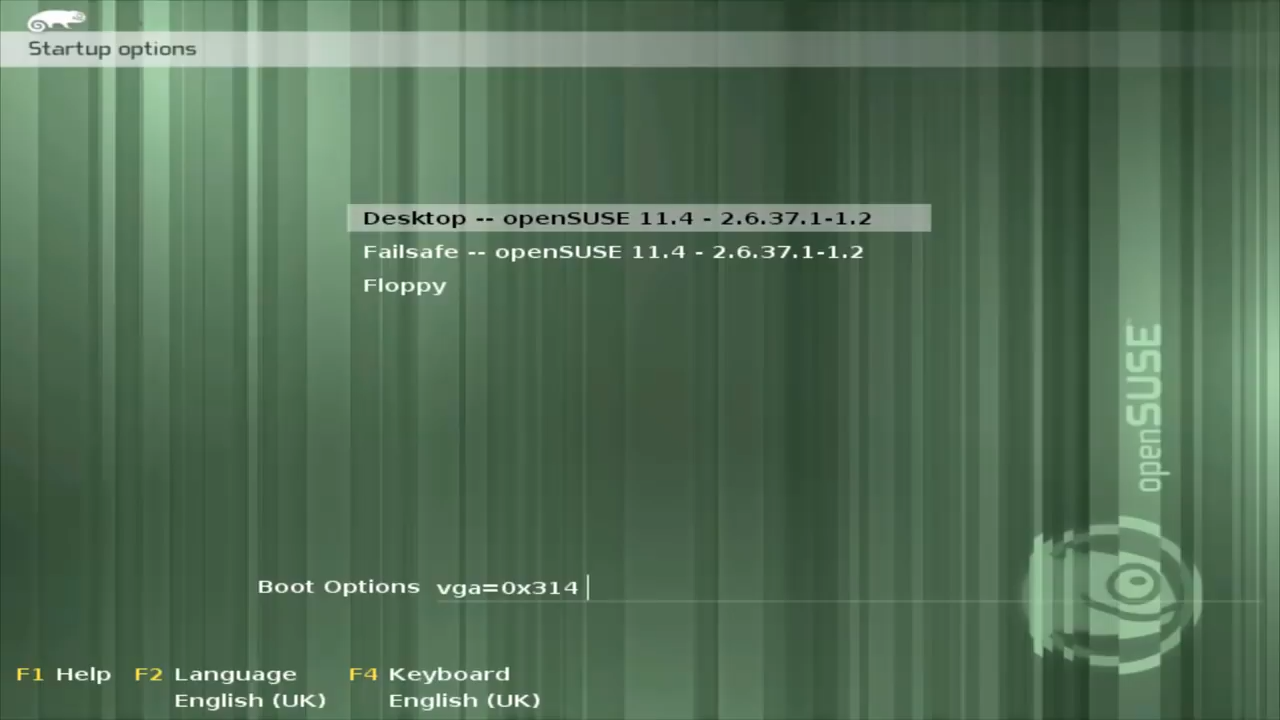 Startup options
Desktop -- openSUSE 11.4 - 2.6.37.1-1.2
Failsafe -- openSUSE 11.4 - 2.6.37.1-1.2
Floppy
openSUSE
Boot Options vga=0x314
F1 Help F2 Language F4 Keyboard
English (UK) English (UK)